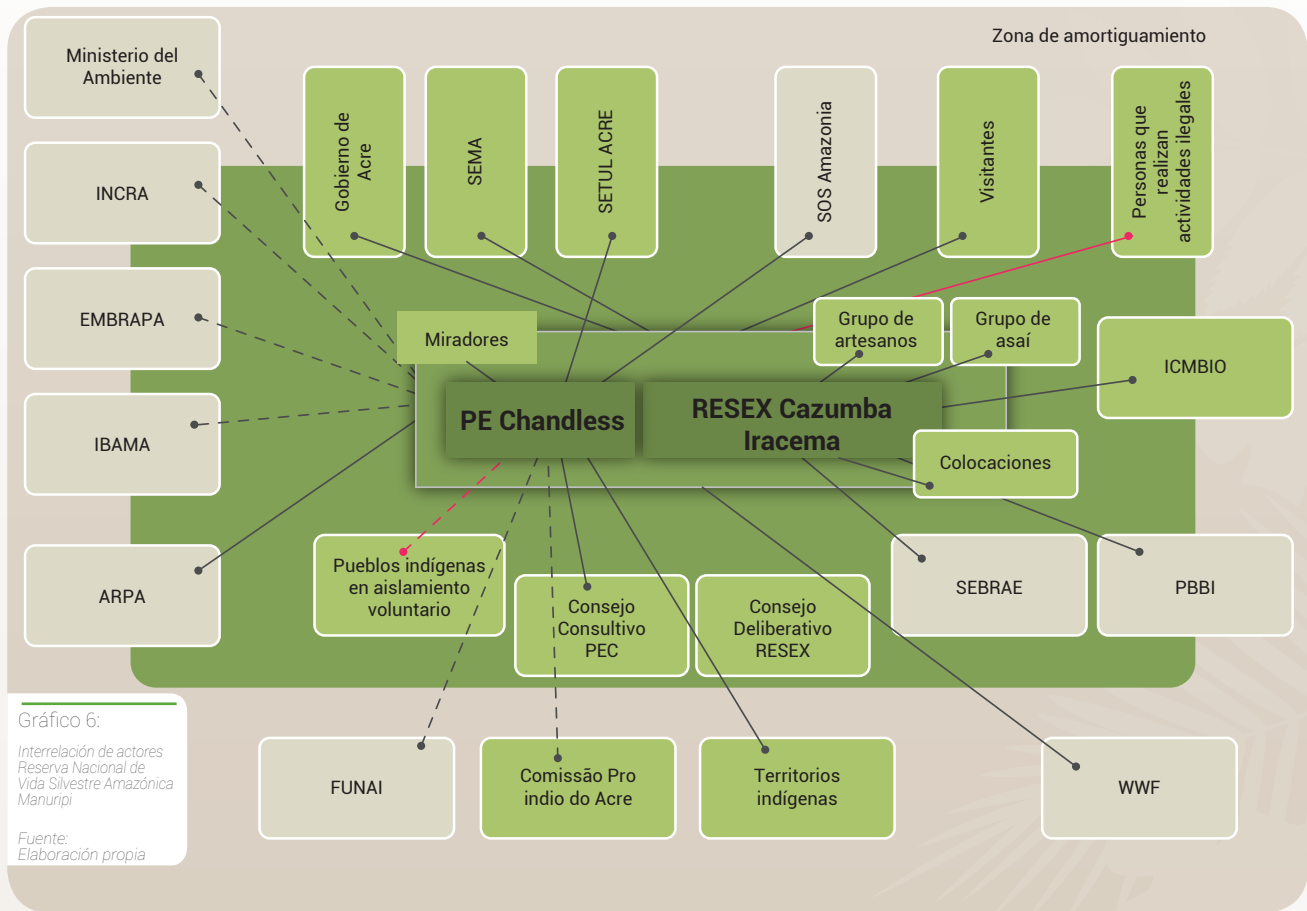 Zona de amortiguamiento
Ministerio del
Ambiente
INCRA
EMBRAPA
IBAMA
ARPA
Gobierno de
Acre
SEMA
SETUL ACRE
SOS Amazonia
Visitantes
Personas que
realizan
actividades ilegales
Miradores
Grupo de
artesanos
Grupo de
asaí
ICMBIO
PE Chandless
RESEX Cazumba
Iracema
Colocaciones
Pueblos indígenas
en aislamiento
voluntario
Consejo
Consultivo
PEC
Consejo
Deliberativo
RESEX
SEBRAE
PBBI
FUNAI
Comissão Pro
indio do Acre
Territorios
indígenas
WWF
Gráfico 6:
Interrelación de actores
Reserva Nacional de
Vida Silvestre Amazónica
Manuripi
Fuente:
Elaboración propia